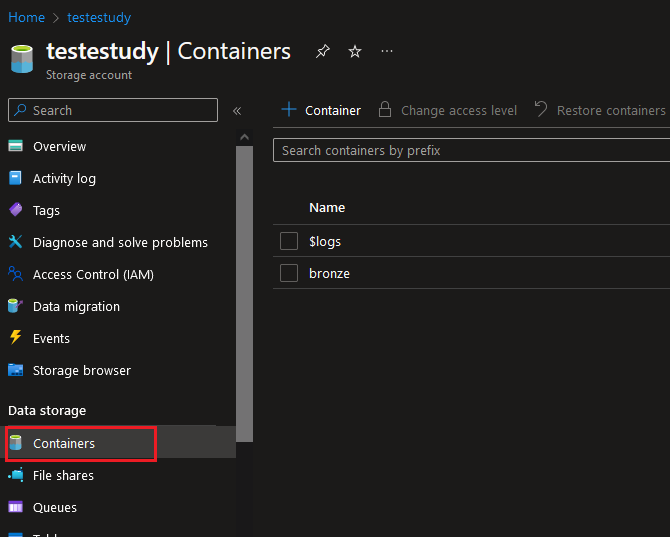 Home > testestudy
testestudy | Containers ...
Storage account
Search «
+ Container Change access level Restore containers
Search containers by prefix
Overview
Activity log
Tags
Diagnose and solve problems
Access Control (IAM)
Data migration
Events
Storage browser
Data storage
Containers
File shares
Queues
Name
$logs
bronze